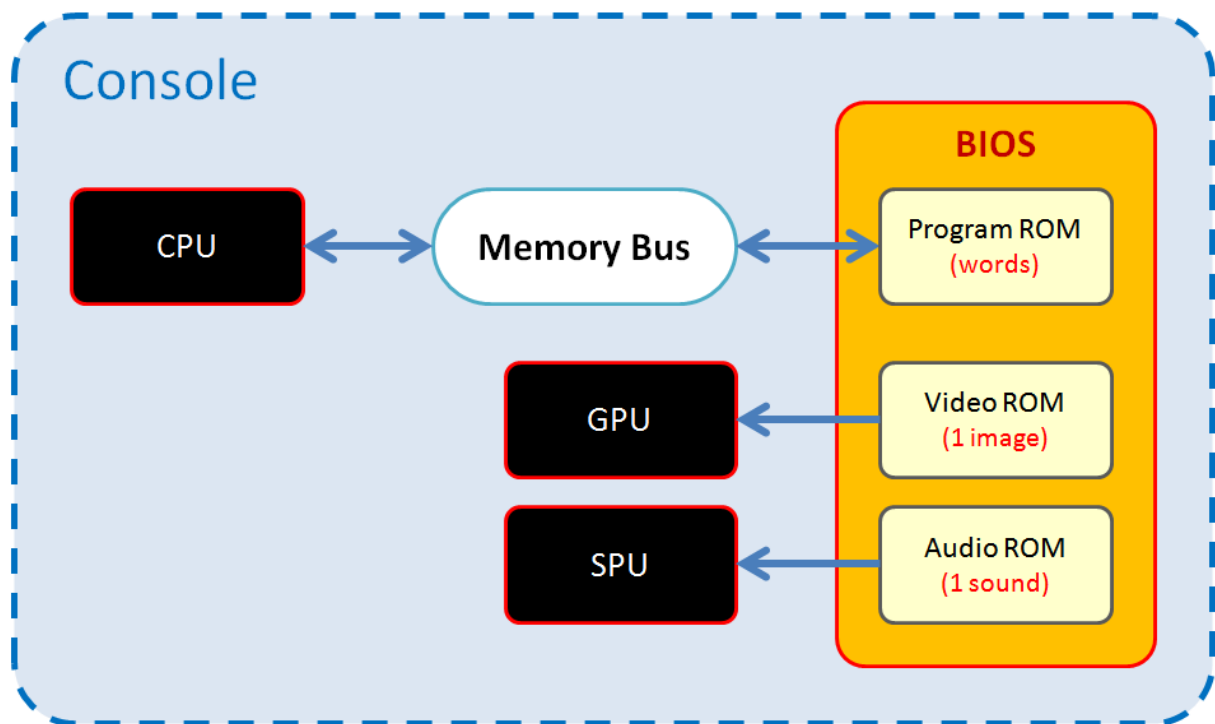 Console
BIOS
CPU
Memory Bus
Program ROM
(words)
GPU
Video ROM
(1 image)
SPU
Audio ROM
(1 sound)